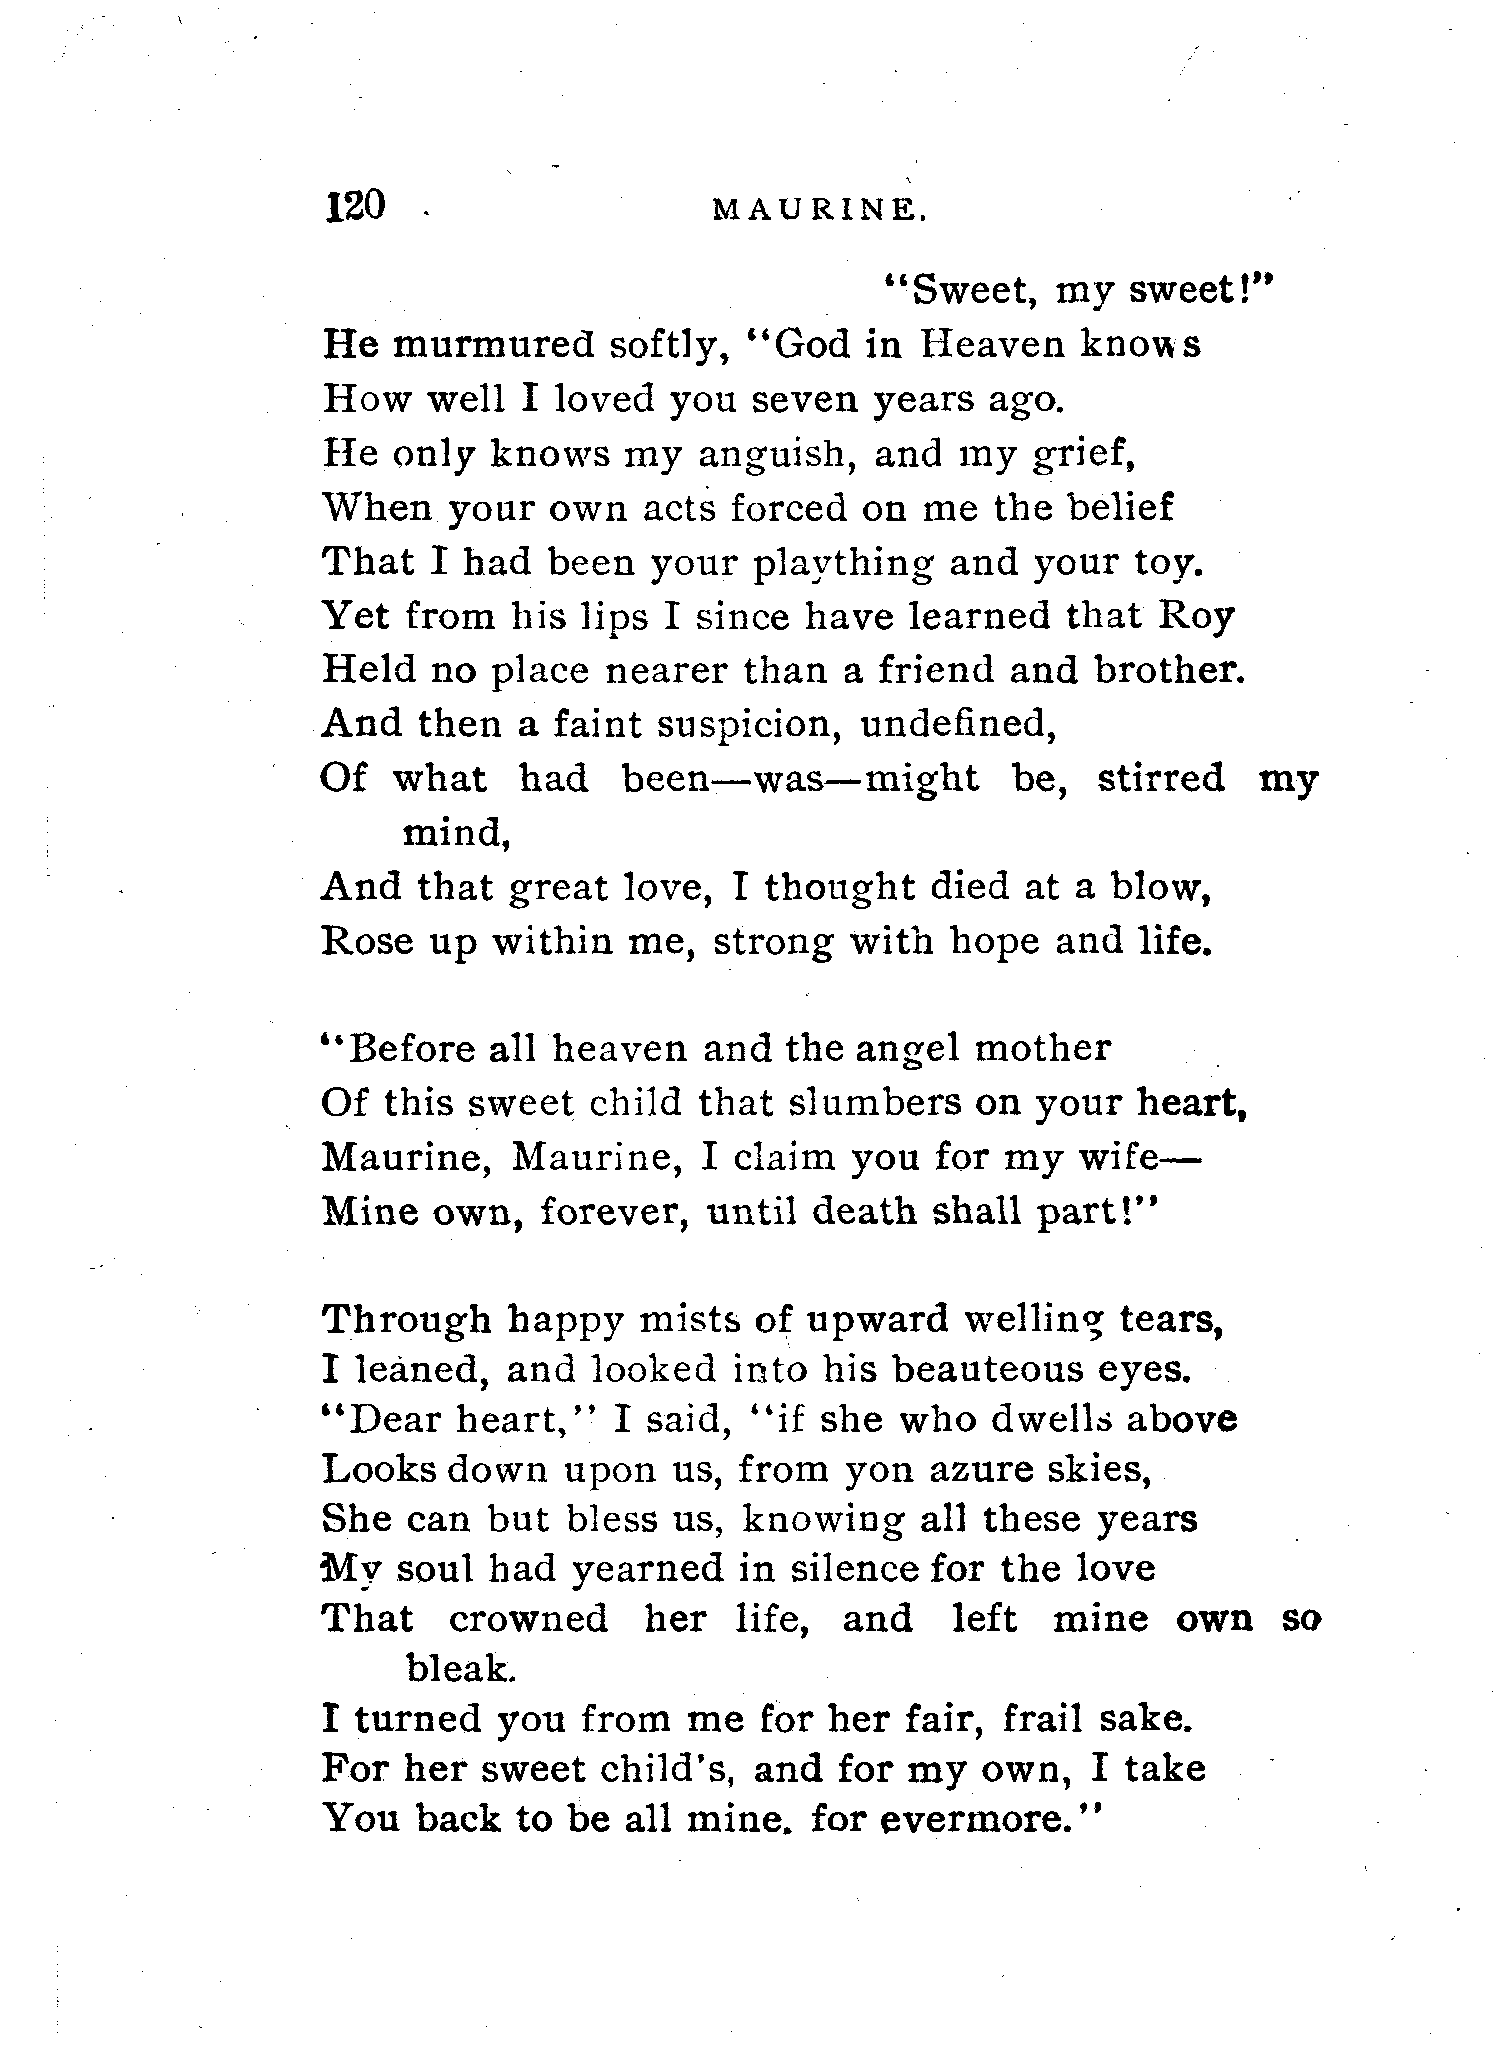 120 MAURINE.
“Sweet, my sweet!”
He murmured softly, “God in Heaven knows
How well I loved you seven years ago.
He only knows my anguish, and my grief,
When your own acts forced on me the belief
That I had been your plaything and your toy.
Yet from his lips I since have learned that Roy
Held no place nearer than a friend and brother.
And then a faint suspicion, undefined,
Of what had been—was—might be, stirred my
mind,
And that great love, I thought died at a blow,
Rose up within me, strong with hope and life.
“Before all heaven and the angel mother
Of this sweet child that slumbers on your heart,
Maurine, Maurine, I claim you for my wife—
Mine own, forever, until death shall part!”
Through happy mists of upward welling tears,
I leaned, and looked into his beauteous eyes.
“Dear heart,” I said, “if she who dwells above
Looks down upon us, from yon azure skies,
She can but bless us, knowing all these years
My soul had yearned in silence for the love
That crowned her life, and left mine own so
bleak.
I turned you from me for her fair, frail sake.
For her sweet child's, and for my own, I take
You back to be all mine. for evermore.”